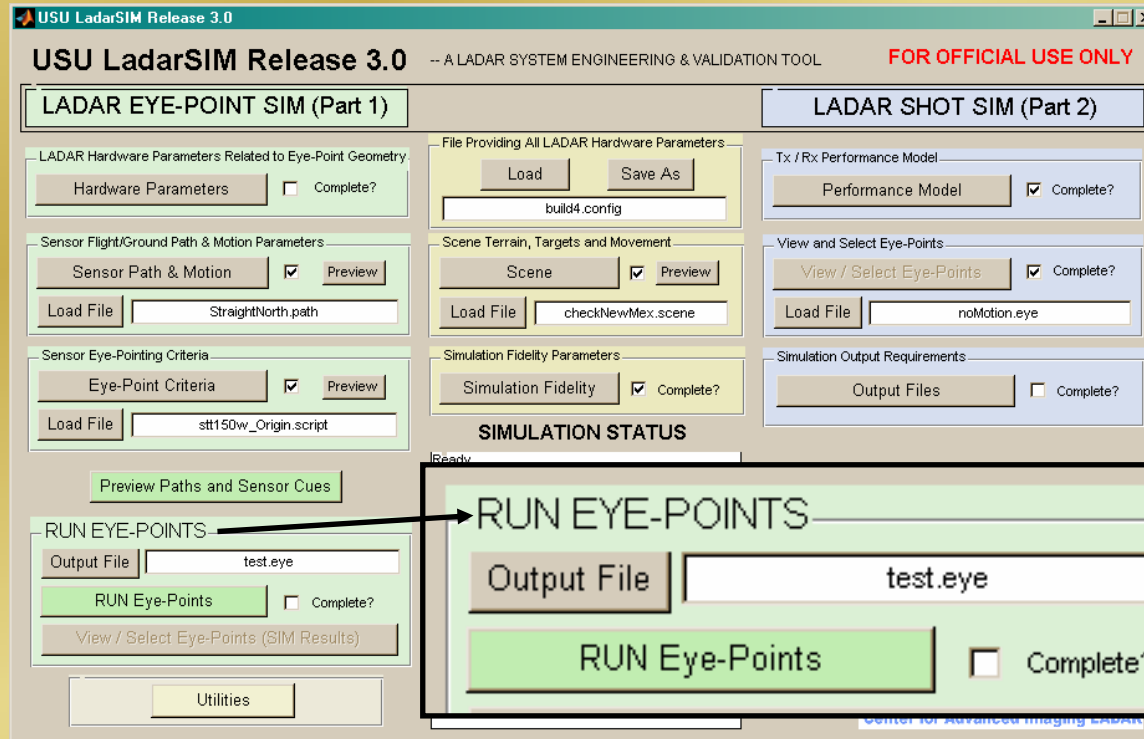 USU LadarSIM Release 3.0
USU LadarSIM Release 3.0 -- A LADAR SYSTEM ENGINEERING & VALIDATION TOOL FOR OFFICIAL USE ONLY
LADAR EYE-POINT SIM (Part 1)
LADAR Hardware Parameters Related to Eye-Point Geometry
Hardware Parameters Complete?
Sensor Flight/Ground Path & Motion Parameters
Sensor Path & Motion Preview
Load File StraightNorth.path
Sensor Eye-Pointing Criteria
Eye-Point Criteria Preview
Load File stt150w_Origin.script
Preview Paths and Sensor Cues
RUN EYE-POINTS
Output File test.eye
RUN Eye-Points Complete?
View / Select Eye-Points (SIM Results)
Utilities
File Providing All LADAR Hardware Parameters
Load Save As
build4.config
Scene Terrain, Targets and Movement
Scene Preview
Load File checkNewMex.scene
Simulation Fidelity Parameters
Simulation Fidelity Complete?
SIMULATION STATUS
Ready
LADAR SHOT SIM (Part 2)
Tx / Rx Performance Model
Performance Model Complete?
View and Select Eye-Points
View / Select Eye-Points Complete?
Load File noMotion.eye
Simulation Output Requirements
Output Files Complete?
RUN EYE-POINTS
Output File test.eye
RUN Eye-Points Complete?
Center for Advanced Imaging LADAR